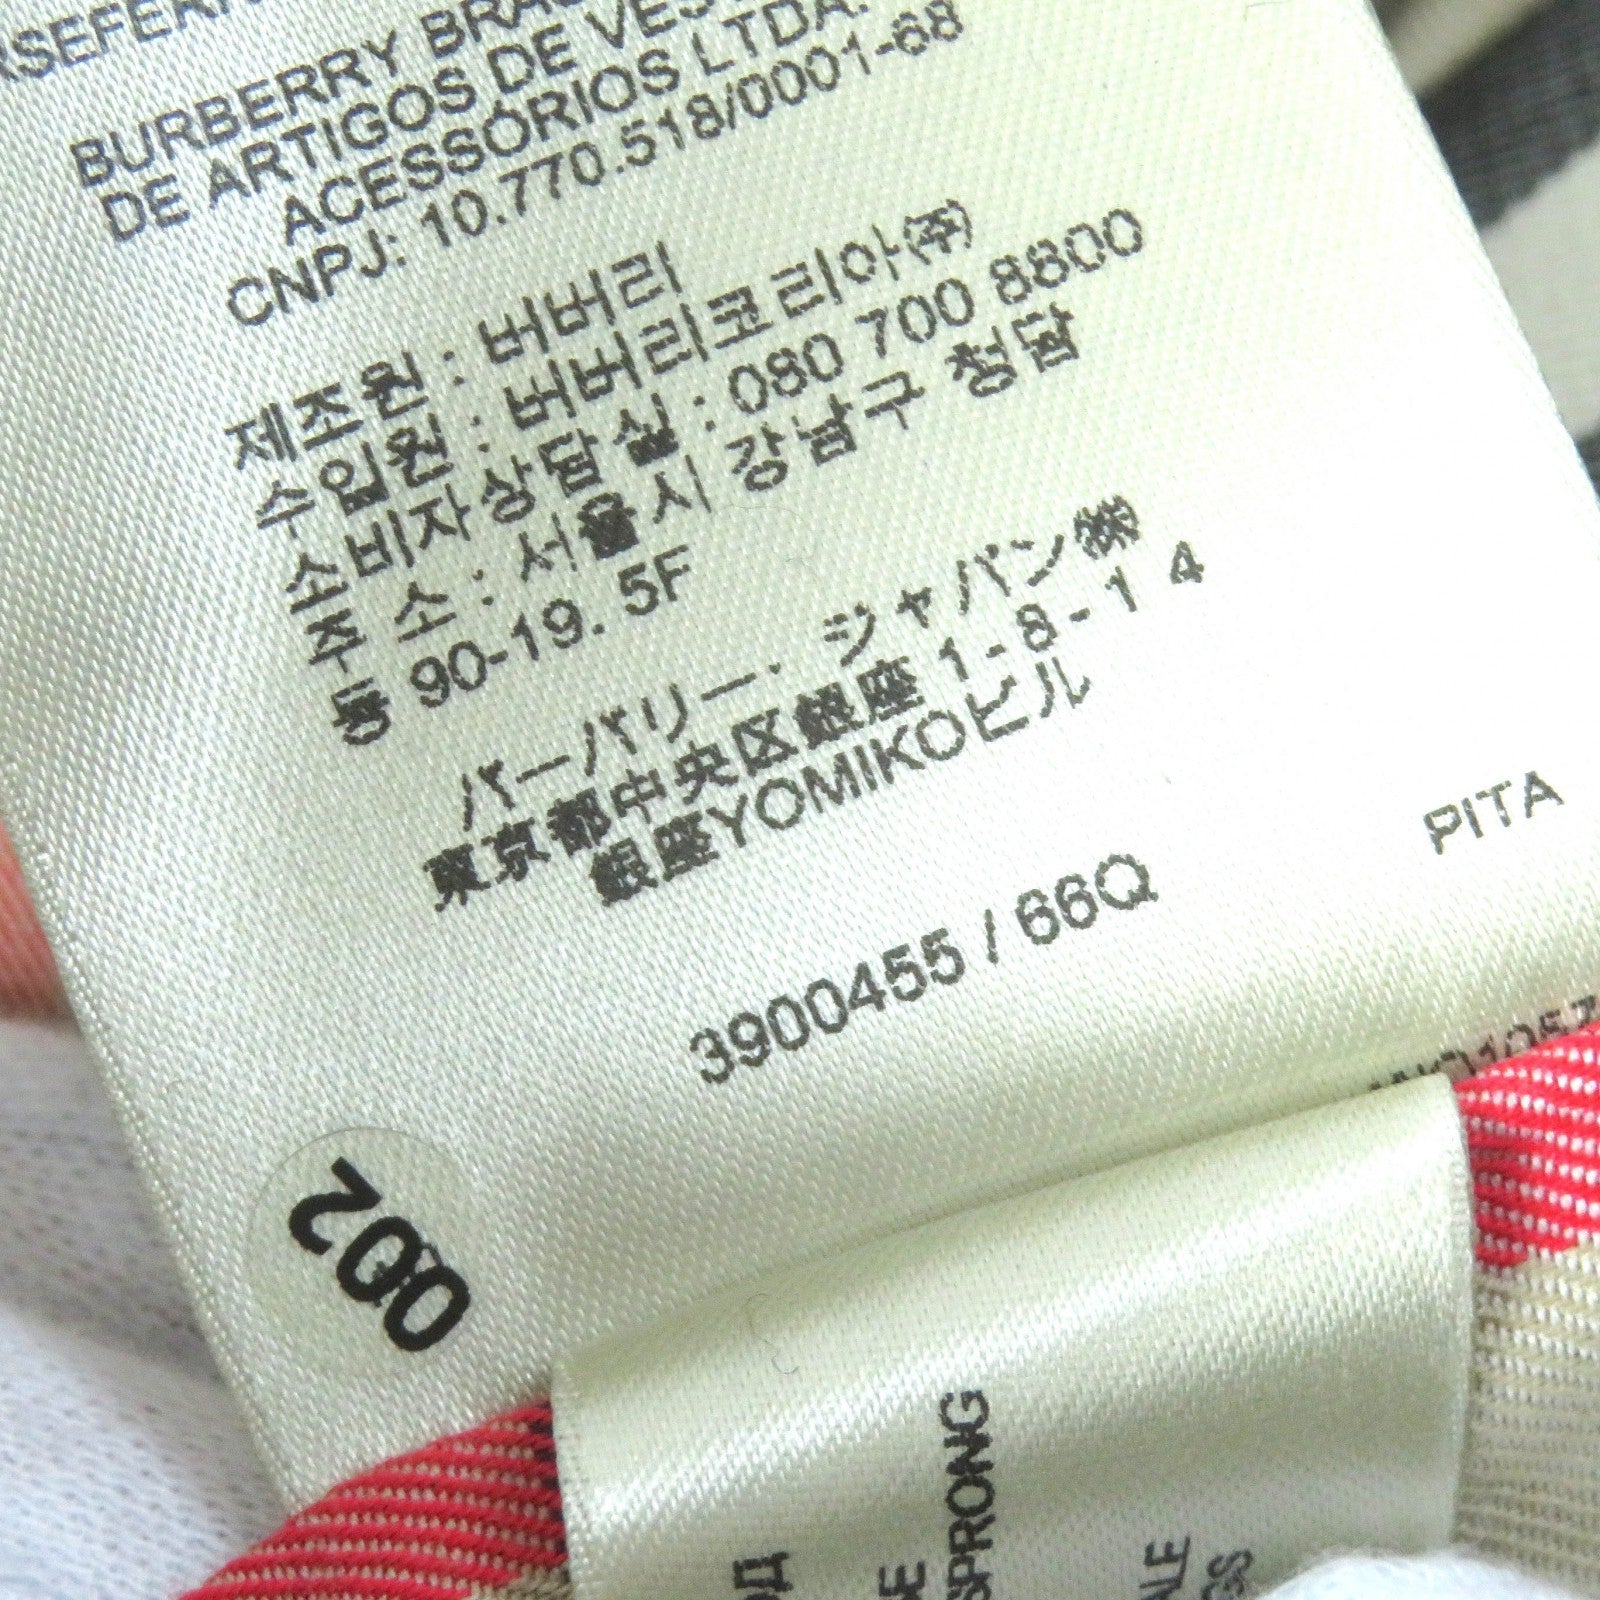 BURBERRY
DE ARTIGOS DE
ACESSÓRIOS LTDA.
CNPJ: 10.770.518/0001-68
제조원 : 버버리
수입원 : 버버리코리아(주)
소비자상담실 : 080 700 8800
주 소 : 서울시 강남구 청담
동 90-19. 5F
バーバリー・ジャパン㈱
東京都中央区銀座 1-8-1 4
銀座YOMIKOビル
PITA
3900455 / 66Q
002
SPRONG